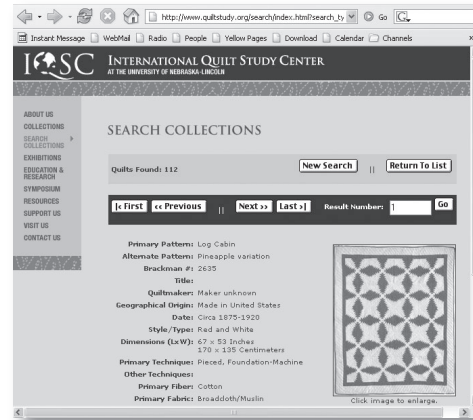 http://www.quiltstudy.org/search/index.html?search_ty Go G
Instant Message WebMail Radio People Yellow Pages Download Calendar Channels
IQSC INTERNATIONAL QUILT STUDY CENTER
AT THE UNIVERSITY OF NEBRASKA-LINCOLN
ABOUT US
COLLECTIONS
SEARCH COLLECTIONS
EXHIBITIONS
EDUCATION & RESEARCH
SYMPOSIUM
RESOURCES
SUPPORT US
VISIT US
CONTACT US
SEARCH COLLECTIONS
Quilts Found: 112 New Search || Return To List
|< First << Previous || Next >> Last >| Result Number: 1 Go
Primary Pattern: Log Cabin
Alternate Pattern: Pineapple variation
Brackman #: 2635
Title:
Quiltmaker: Maker unknown
Geographical Origin: Made in United States
Date: Circa 1875-1920
Style/Type: Red and White
Dimensions (LxW): 67 x 53 Inches
170 x 135 Centimeters
Primary Technique: Pieced, Foundation-Machine
Other Techniques:
Primary Fiber: Cotton
Primary Fabric: Broaddoth/Muslin
Click image to enlarge.